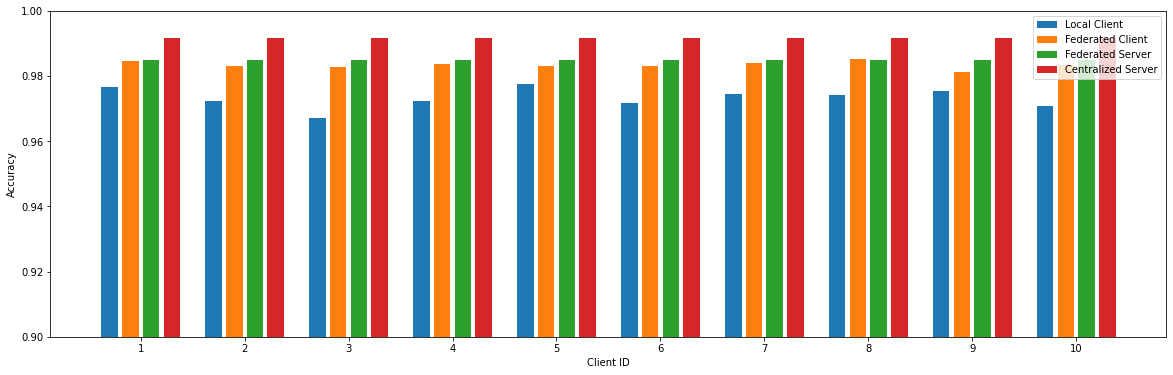 1.00
0.98
0.96
0.94
0.92
0.90
Accuracy
Local Client
Federated Client
Federated Server
Centralized Server
1 2 3 4 5 6 7 8 9 10
Client ID